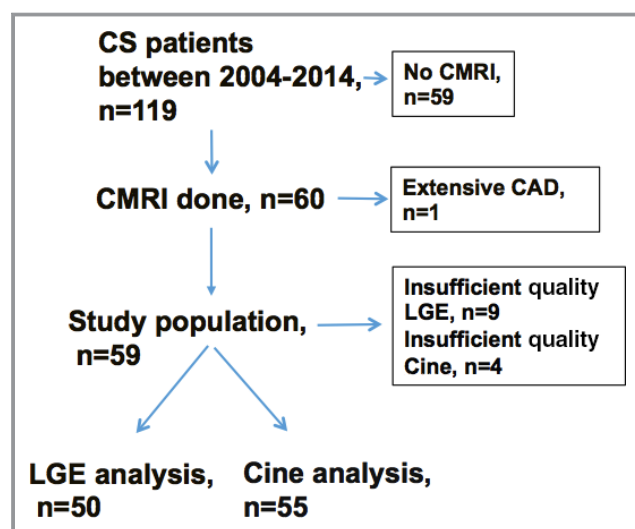 CS patients
between 2004-2014,
n=119
No CMRI,
n=59
CMRI done, n=60
Extensive CAD,
n=1
Study population,
n=59
Insufficient quality
LGE, n=9
Insufficient quality
Cine, n=4
LGE analysis,
n=50
Cine analysis,
n=55